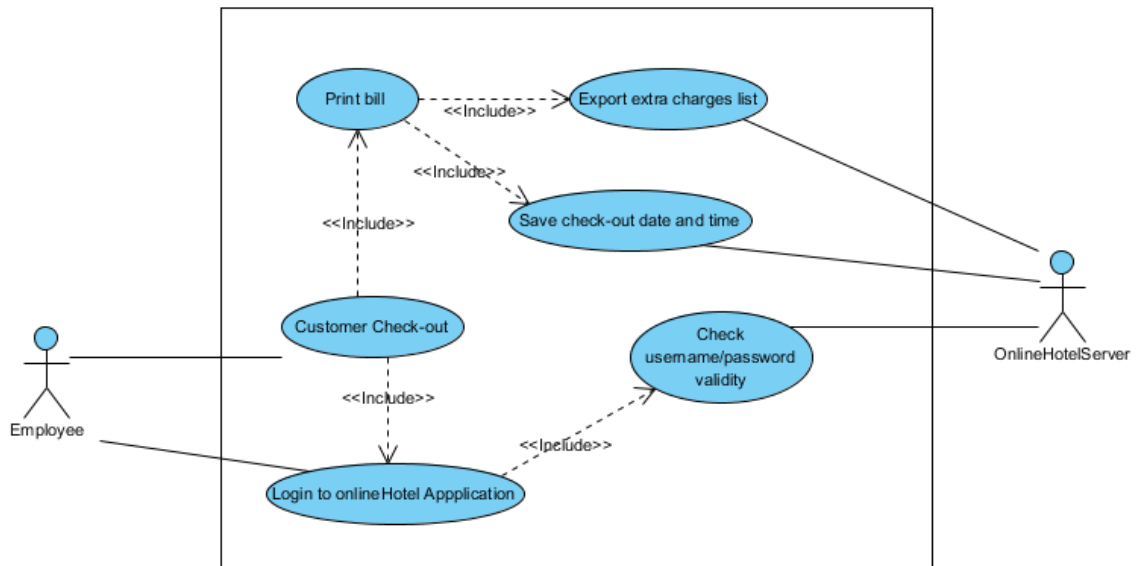 Print bill
<<Include>>
Export extra charges list
<<Include>>
Save check-out date and time
<<Include>>
Customer Check-out
Check
username/password
validity
OnlineHotelServer
<<Include>>
Employee
<<Include>>
Login to onlineHotel Appplication